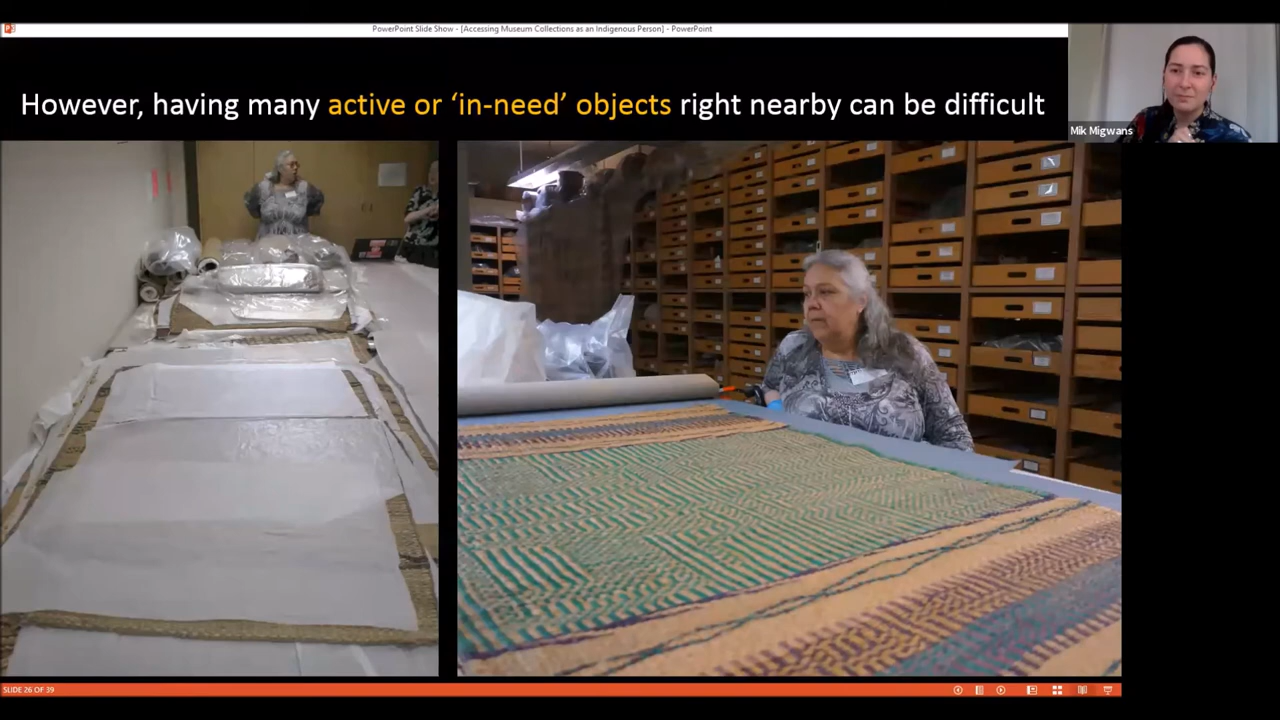 PowerPoint Slide Show - [Accessing Museum Collections as an Indigenous Person] - PowerPoint
However, having many active or ‘in-need’ objects right nearby can be difficult
Mik Migwans
SLIDE 26 OF 39